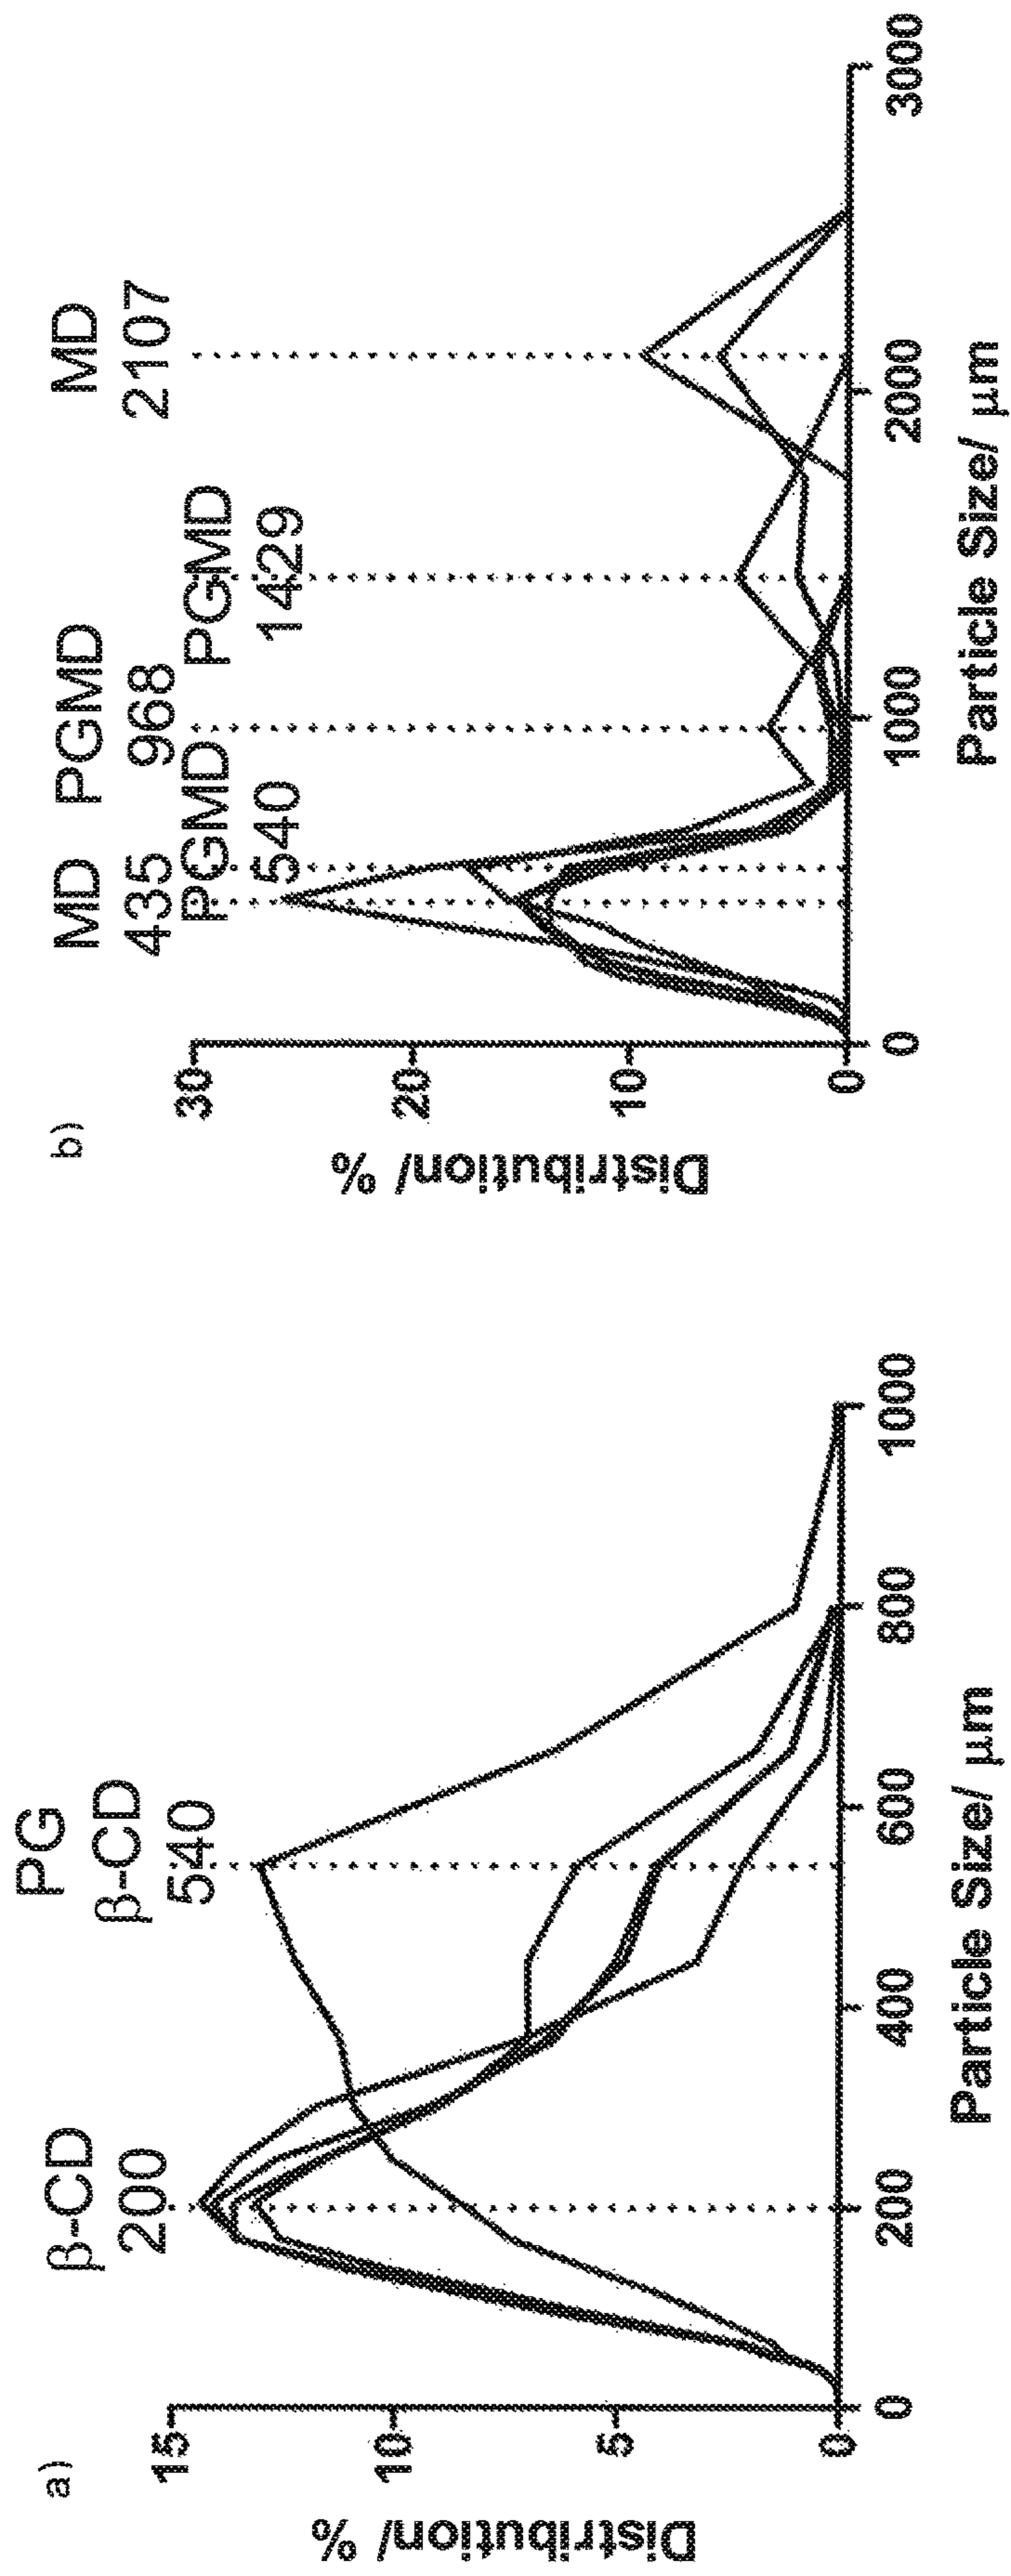 a)
β-CD
200
PG
β-CD
540
15
10
5
0
Distribution/ %
0
200
400
600
800
1000
Particle Size/ µm
b)
MD
435
PGMD
540
PGMD
968
PGMD
1429
MD
2107
30
20
10
0
Distribution/ %
0
1000
2000
3000
Particle Size/ µm